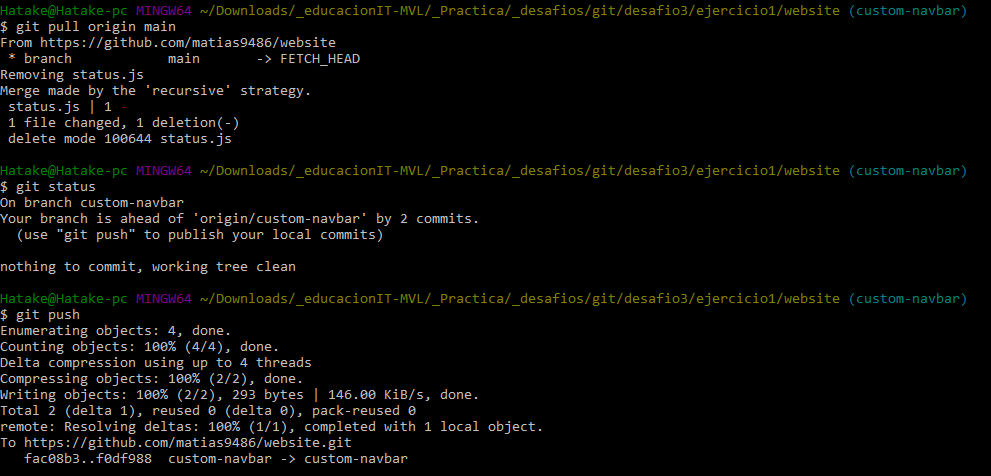 Hatake@Hatake-pc MINGW64 ~/Downloads/_educacionIT-MVL/_Practica/_desafios/git/desafio3/ejercicio1/website (custom-navbar)
$ git pull origin main
From https://github.com/matias9486/website
 * branch            main       -> FETCH_HEAD
Removing status.js
Merge made by the 'recursive' strategy.
 status.js | 1 -
 1 file changed, 1 deletion(-)
 delete mode 100644 status.js
Hatake@Hatake-pc MINGW64 ~/Downloads/_educacionIT-MVL/_Practica/_desafios/git/desafio3/ejercicio1/website (custom-navbar)
$ git status
On branch custom-navbar
Your branch is ahead of 'origin/custom-navbar' by 2 commits.
  (use "git push" to publish your local commits)
nothing to commit, working tree clean
Hatake@Hatake-pc MINGW64 ~/Downloads/_educacionIT-MVL/_Practica/_desafios/git/desafio3/ejercicio1/website (custom-navbar)
$ git push
Enumerating objects: 4, done.
Counting objects: 100% (4/4), done.
Delta compression using up to 4 threads
Compressing objects: 100% (2/2), done.
Writing objects: 100% (2/2), 293 bytes | 146.00 KiB/s, done.
Total 2 (delta 1), reused 0 (delta 0), pack-reused 0
remote: Resolving deltas: 100% (1/1), completed with 1 local object.
To https://github.com/matias9486/website.git
   fac08b3..f0df988  custom-navbar -> custom-navbar